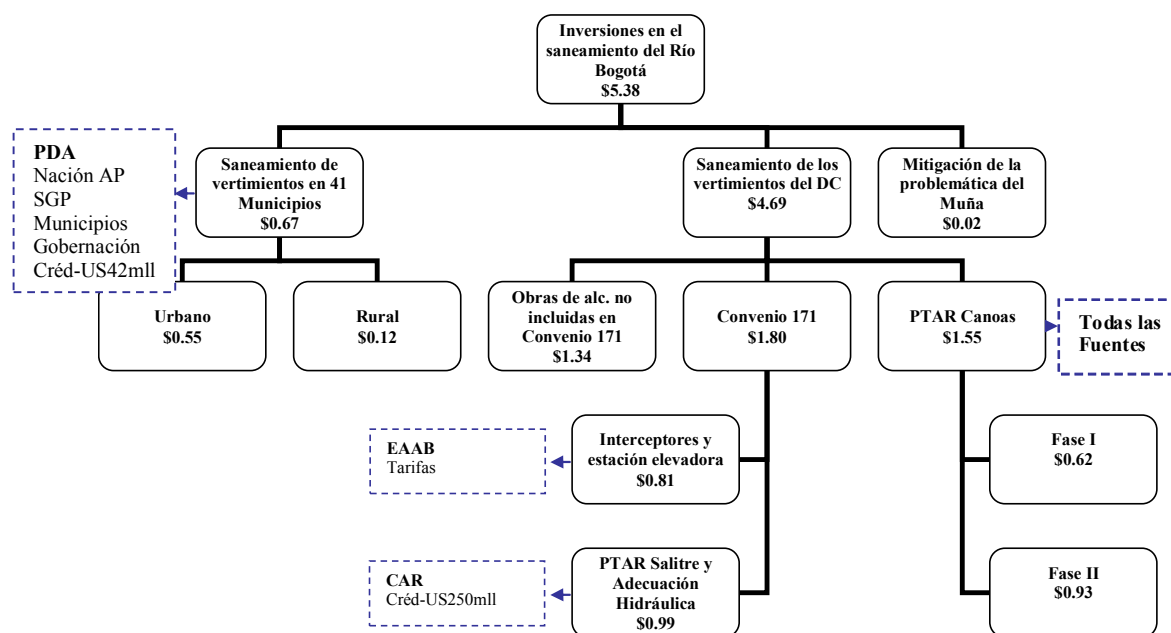 Inversiones en el
saneamiento del Río
Bogotá
$5.38
PDA
Nación AP
SGP
Municipios
Gobernación
Créd-US42mll
Saneamiento de
vertimientos en 41
Municipios
$0.67
Saneamiento de los
vertimientos del DC
$4.69
Mitigación de la
problemática del
Muña
$0.02
Urbano
$0.55
Rural
$0.12
Obras de alc. no
incluidas en
Convenio 171
$1.34
Convenio 171
$1.80
PTAR Canoas
$1.55
Todas las
Fuentes
EAAB
Tarifas
Interceptores y
estación elevadora
$0.81
Fase I
$0.62
CAR
Créd-US250mll
PTAR Salitre y
Adecuación
Hidráulica
$0.99
Fase II
$0.93